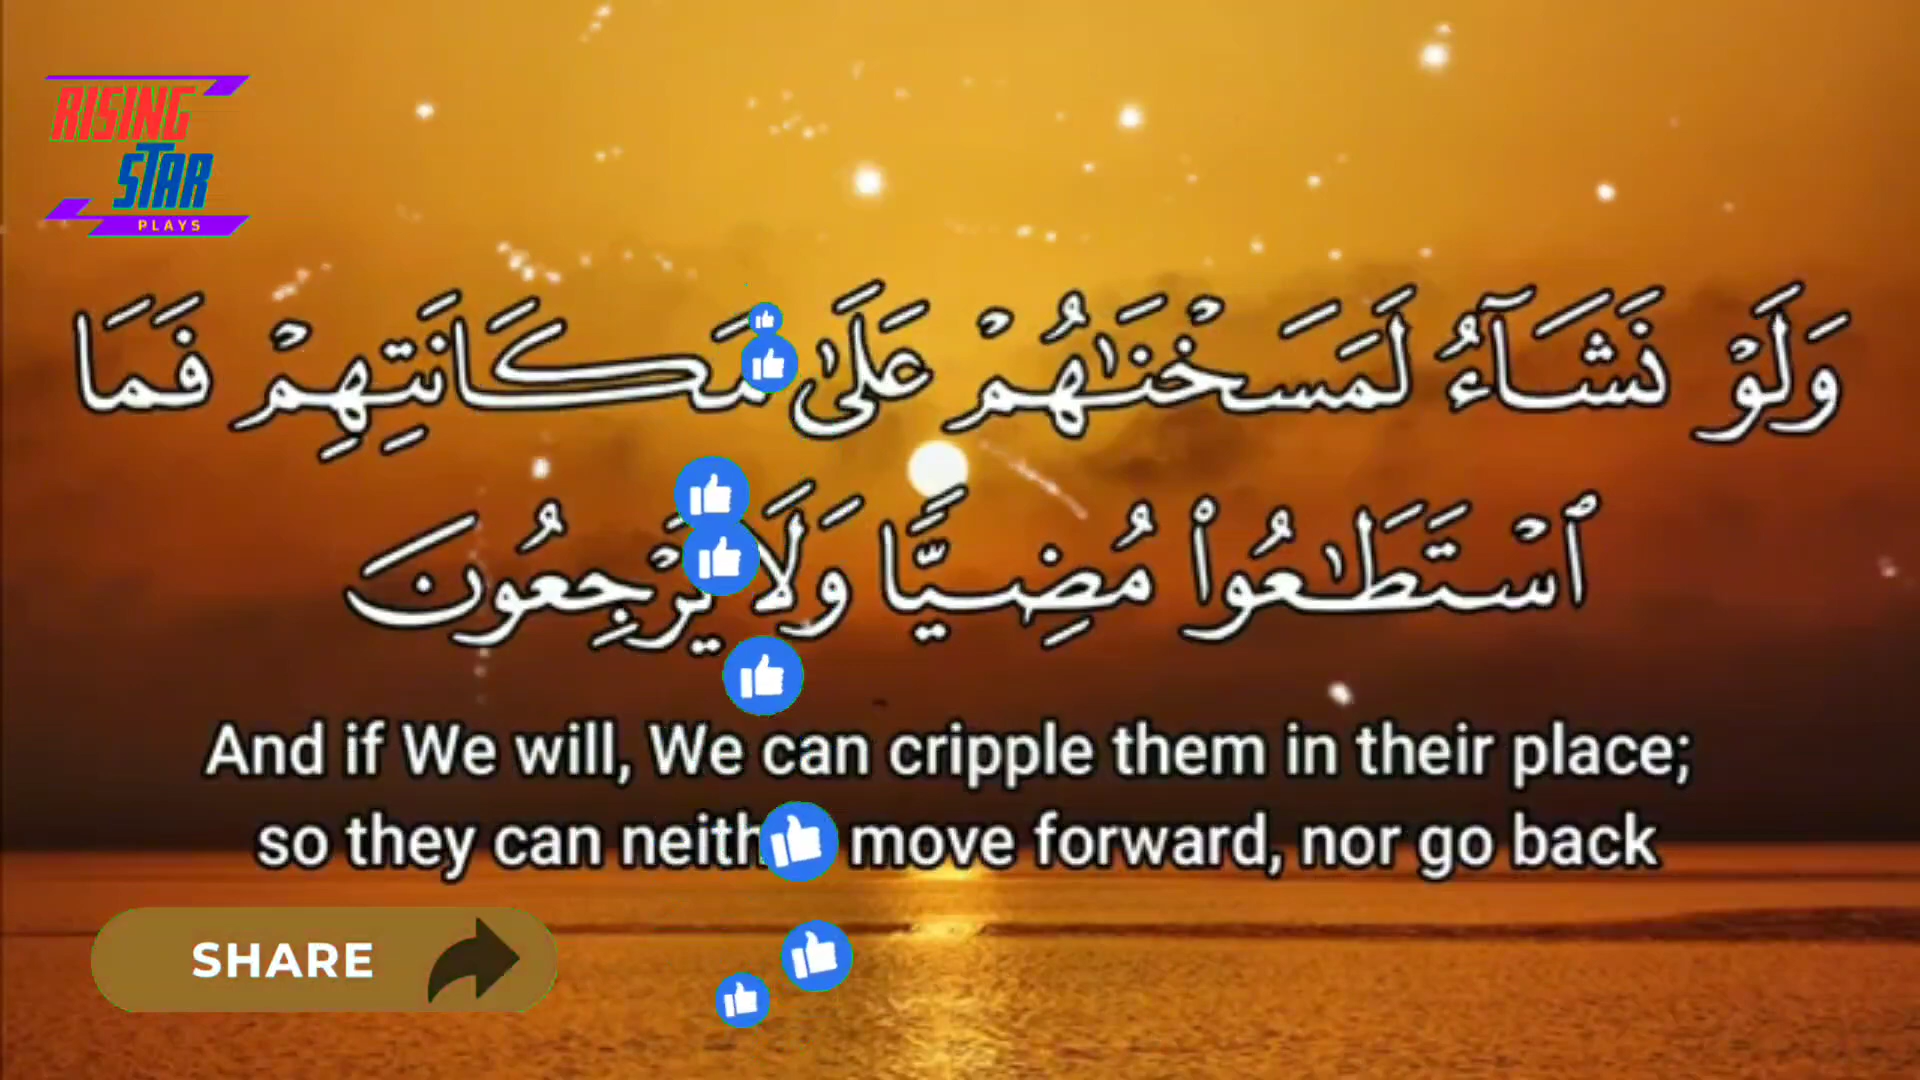 RISING
STAR
PLAYS
وَلَوْ نَشَآءُ لَمَسَخْنَـٰهُمْ عَلَىٰ مَكَانَتِهِمْ فَمَا
ٱسْتَطَـٰعُوا۟ مُضِيًّا وَلَا يَرْجِعُونَ
And if We will, We can cripple them in their place;
so they can move forward, nor go back
SHARE